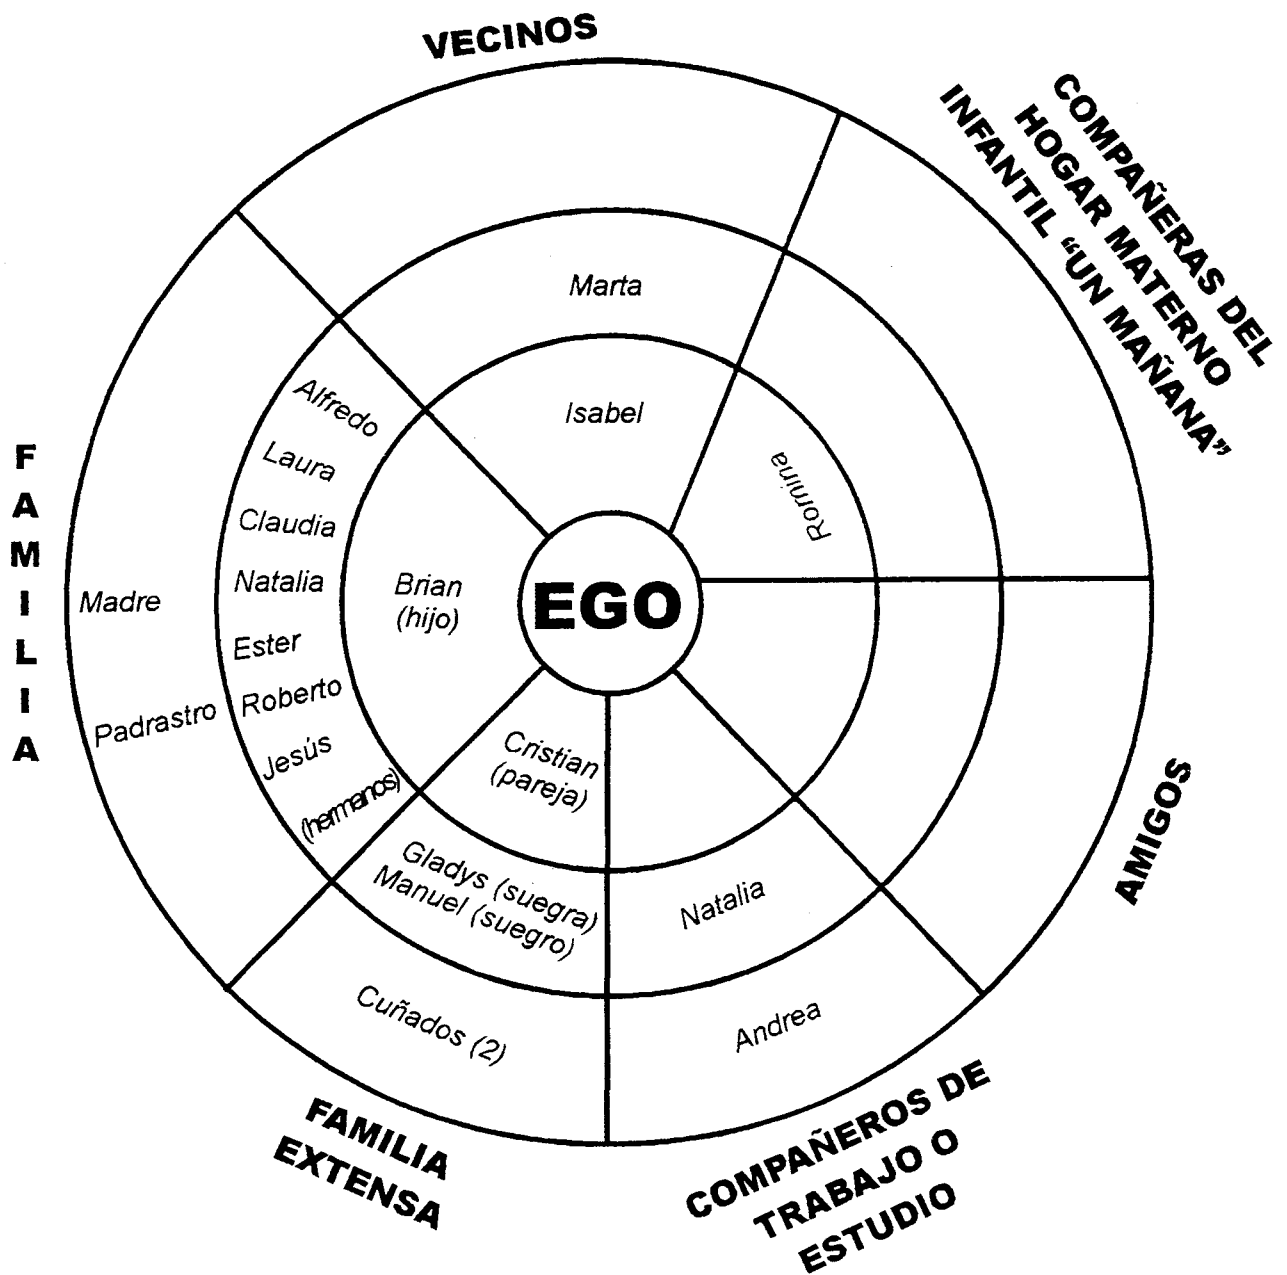 VECINOS
COMPAÑERAS DEL
HOGAR MATERNO
INFANTIL “UN MAÑANA”
Marta
Isabel
Romina
FAMILIA
Alfredo
Laura
Claudia
Natalia
Ester
Roberto
Jesús
(hermanos)
Madre
Padrastro
Brian
(hijo)
EGO
Cristian
(pareja)
Gladys (suegra)
Manuel (suegro)
Cuñados (2)
Natalia
Andrea
AMIGOS
FAMILIA
EXTENSA
COMPAÑEROS DE
TRABAJO O
ESTUDIO